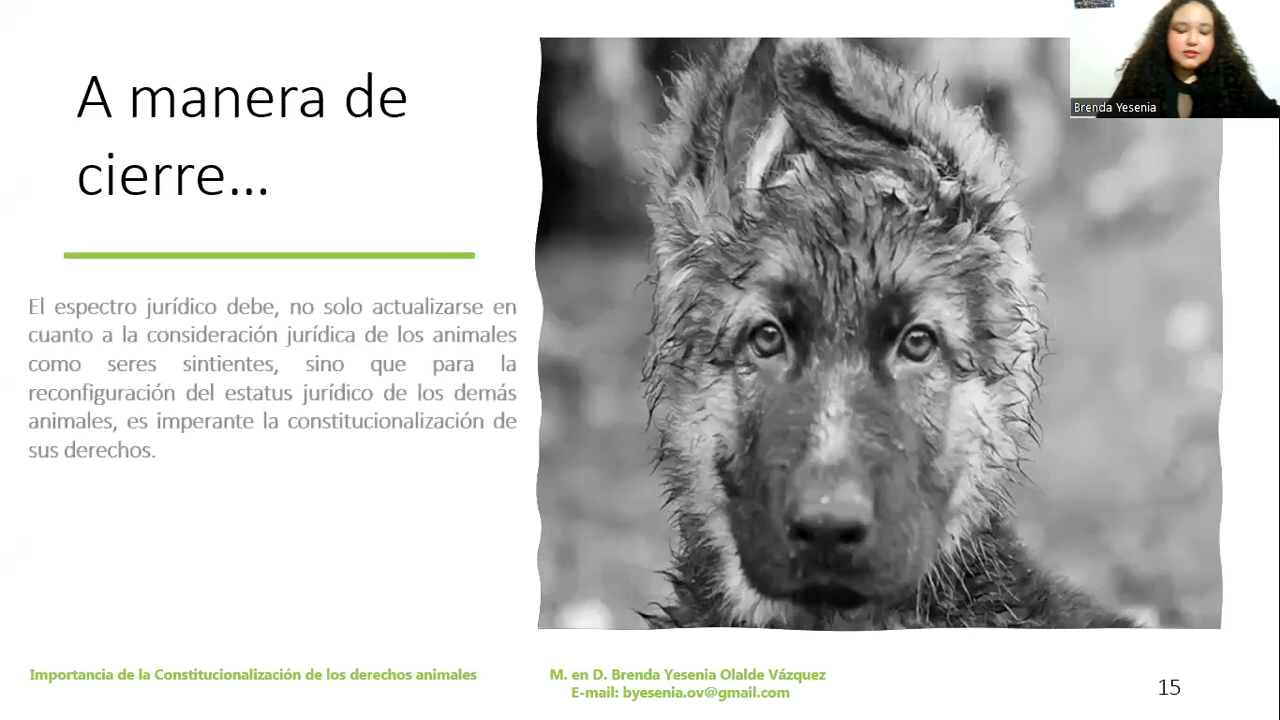 A manera de
cierre...
El espectro jurídico debe, no solo actualizarse en
cuanto a la consideración jurídica de los animales
como seres sintientes, sino que para la
reconfiguración del estatus jurídico de los demás
animales, es imperante la constitucionalización de
sus derechos.
Brenda Yesenia
Importancia de la Constitucionalización de los derechos animales
M. en D. Brenda Yesenia Olalde Vázquez
E-mail: byesenia.ov@gmail.com
15